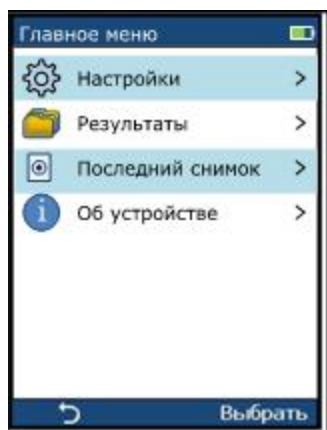 Главное меню
Настройки >
Результаты >
Последний снимок >
Об устройстве >
Выбрать